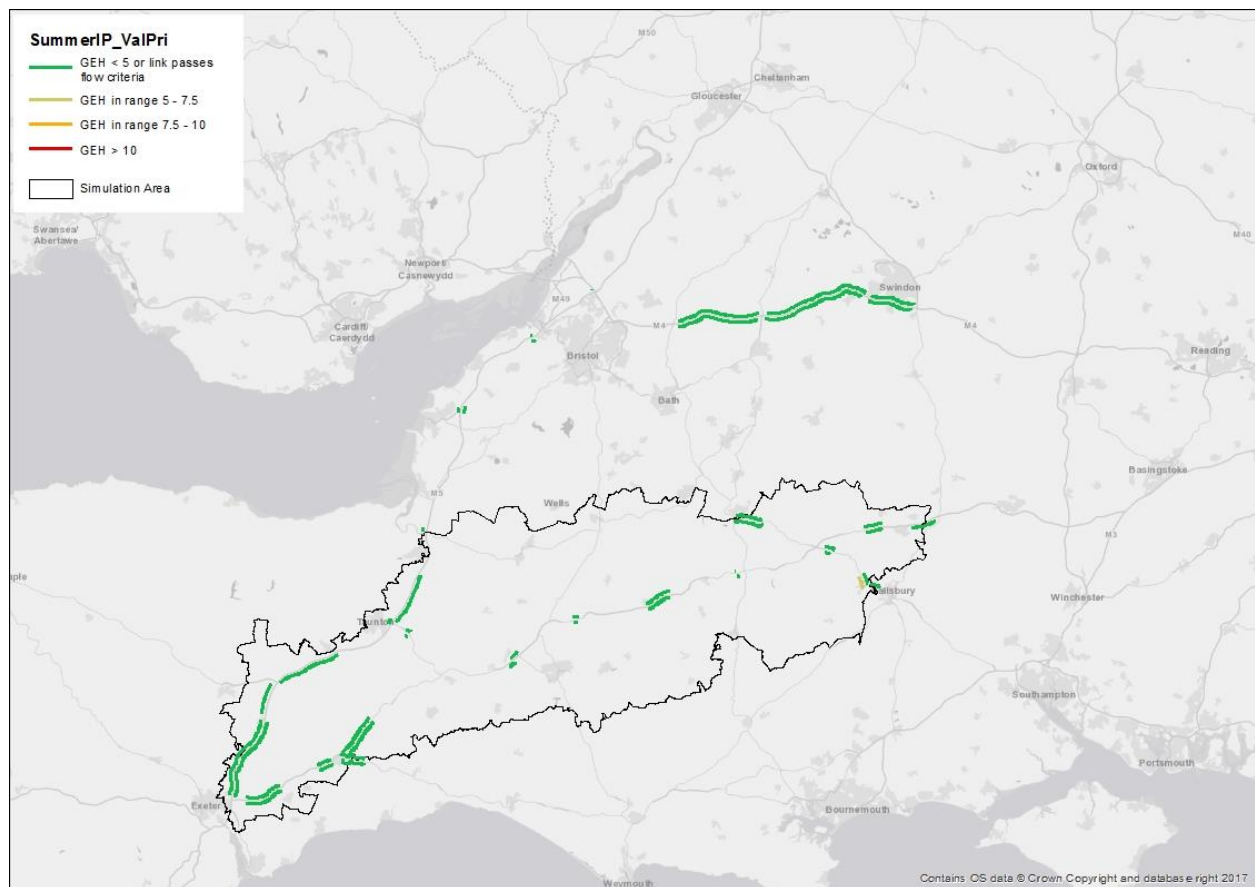 SummerIP_ValPri
GEH < 5 or link passes
flow criteria
GEH in range 5 - 7.5
GEH in range 7.5 - 10
GEH > 10
Simulation Area
M50
Cheltenham
Gloucester
Oxford
M40
Swansea/
Abertawe
Newport/
Casnewydd
M49
Swindon
Cardiff/
Caerdydd
M4
M4
Bristol
Reading
Bath
Basingstoke
M5
Wells
M3
Winchester
Taunton
Southampton
Portsmouth
Exeter
Bournemouth
Weymouth
Contains OS data © Crown Copyright and database right 2017